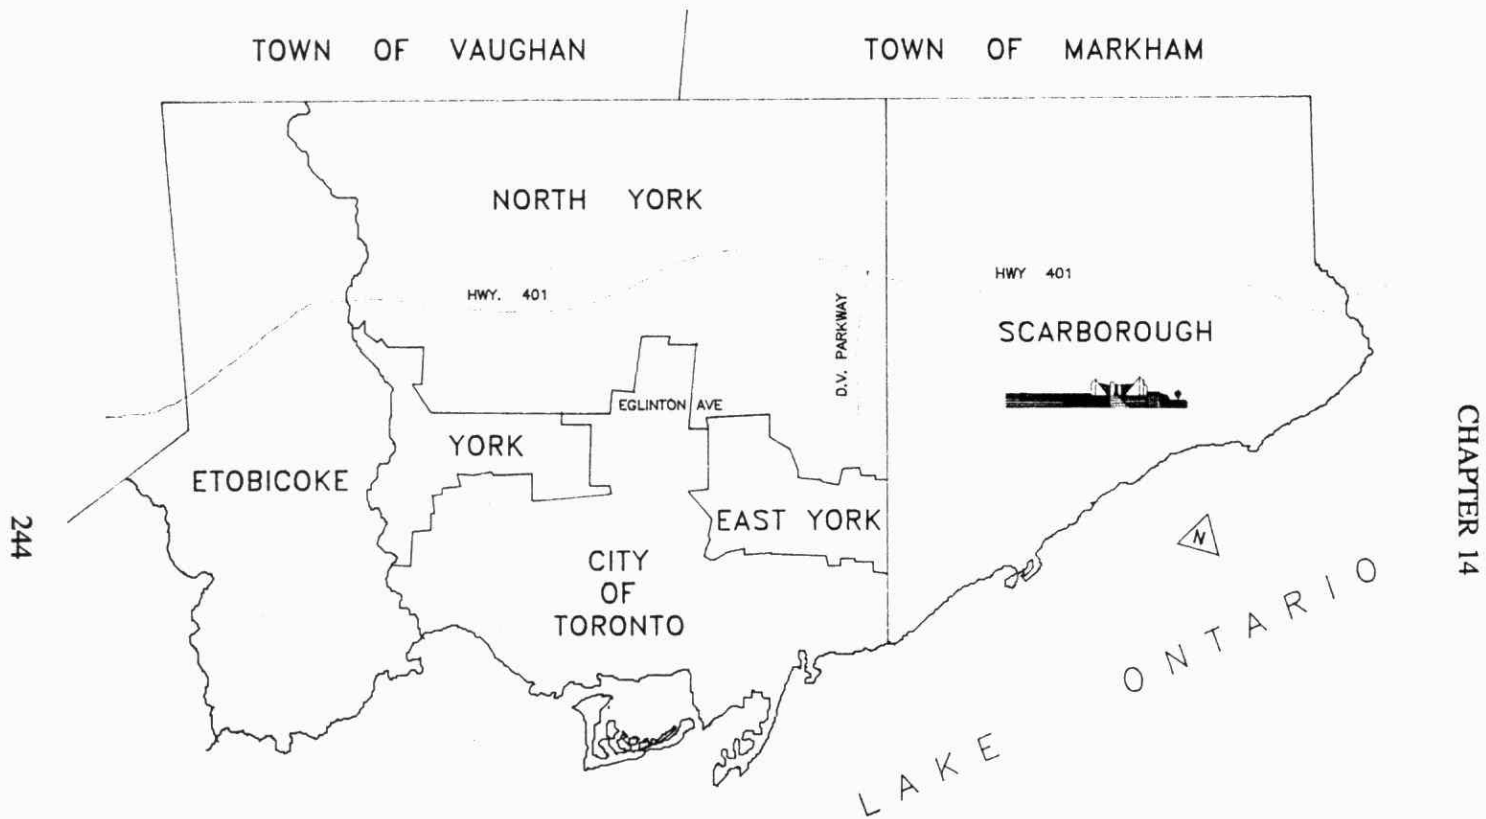 TOWN OF VAUGHAN
TOWN OF MARKHAM
NORTH YORK
HWY. 401
HWY 401
D.V. PARKWAY
SCARBOROUGH
EGLINTON AVE
YORK
ETOBICOKE
EAST YORK
CITY
OF
TORONTO
N
LAKE ONTARIO
244
CHAPTER 14